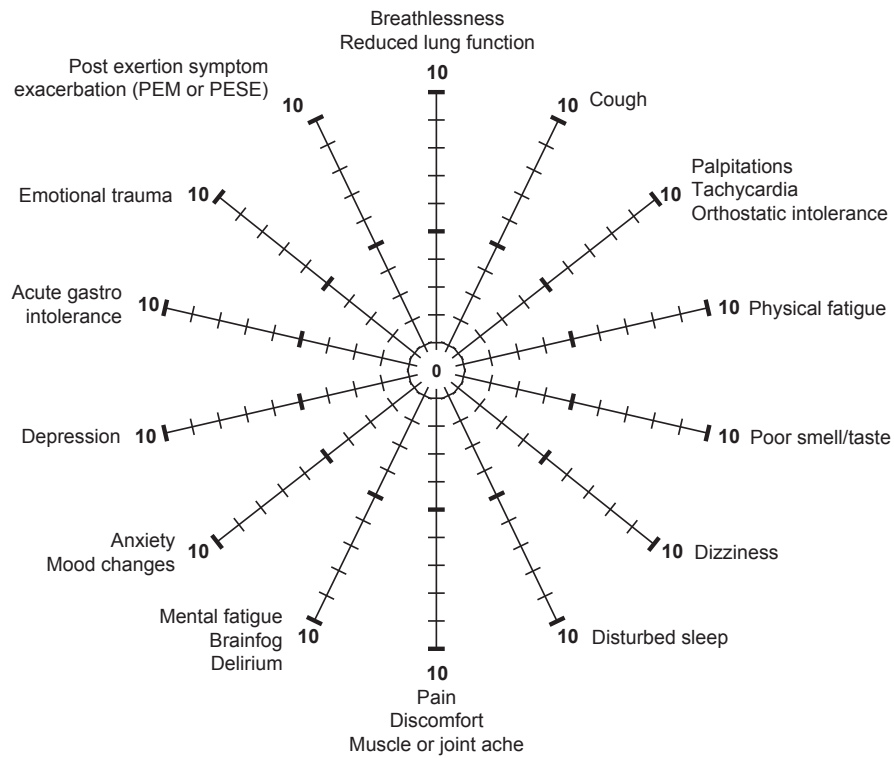 Breathlessness
Reduced lung function
10
10 Cough
Palpitations
10 Tachycardia
Orthostatic intolerance
10 Physical fatigue
10 Poor smell/taste
10 Dizziness
10 Disturbed sleep
10
Pain
Discomfort
Muscle or joint ache
Mental fatigue
Brainfog 10
Delirium
Anxiety
Mood changes 10
Depression 10
Acute gastro
intolerance 10
Emotional trauma 10
Post exertion symptom
exacerbation (PEM or PESE) 10
0